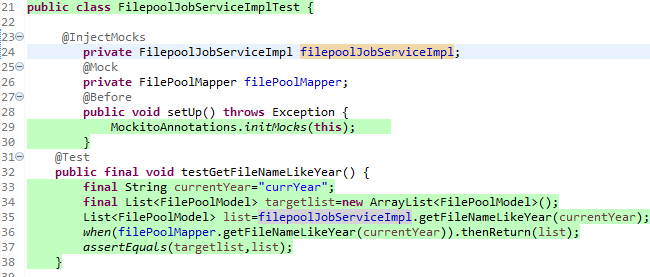 21 public class FilepoolJobServiceImplTest {
22
23 @InjectMocks
24 private FilepoolJobServiceImpl filepoolJobServiceImpl;
25 @Mock
26 private FilePoolMapper filePoolMapper;
27 @Before
28 public void setUp() throws Exception {
29 MockitoAnnotations.initMocks(this);
30 }
31 @Test
32 public final void testGetFileNameLikeYear() {
33 final String currentYear="currYear";
34 final List<FilePoolModel> targetlist=new ArrayList<FilePoolModel>();
35 List<FilePoolModel> list=filepoolJobServiceImpl.getFileNameLikeYear(currentYear);
36 when(filePoolMapper.getFileNameLikeYear(currentYear)).thenReturn(list);
37 assertEquals(targetlist,list);
38 }